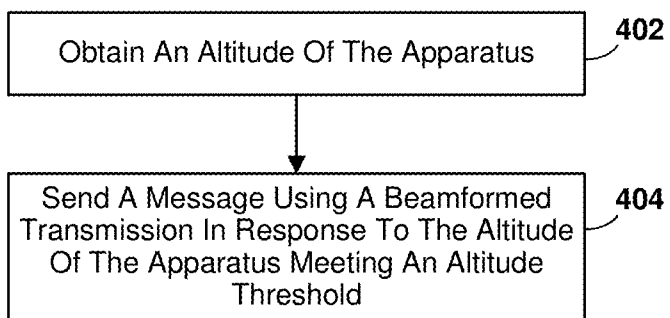 402
Obtain An Altitude Of The Apparatus
404
Send A Message Using A Beamformed
Transmission In Response To The Altitude
Of The Apparatus Meeting An Altitude
Threshold